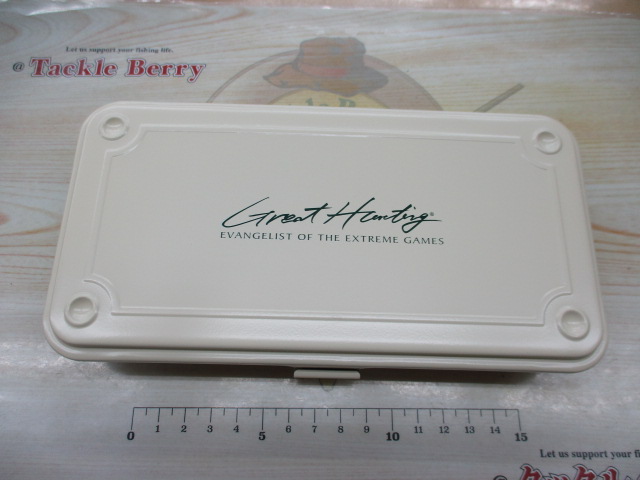 Let us support your fishing life.
@ Tackle Berry
Great Hunting®
EVANGELIST OF THE EXTREME GAMES
0 1 2 3 4 5 6 7 8 9 10 11 12 13 14 15
Let us support your fi